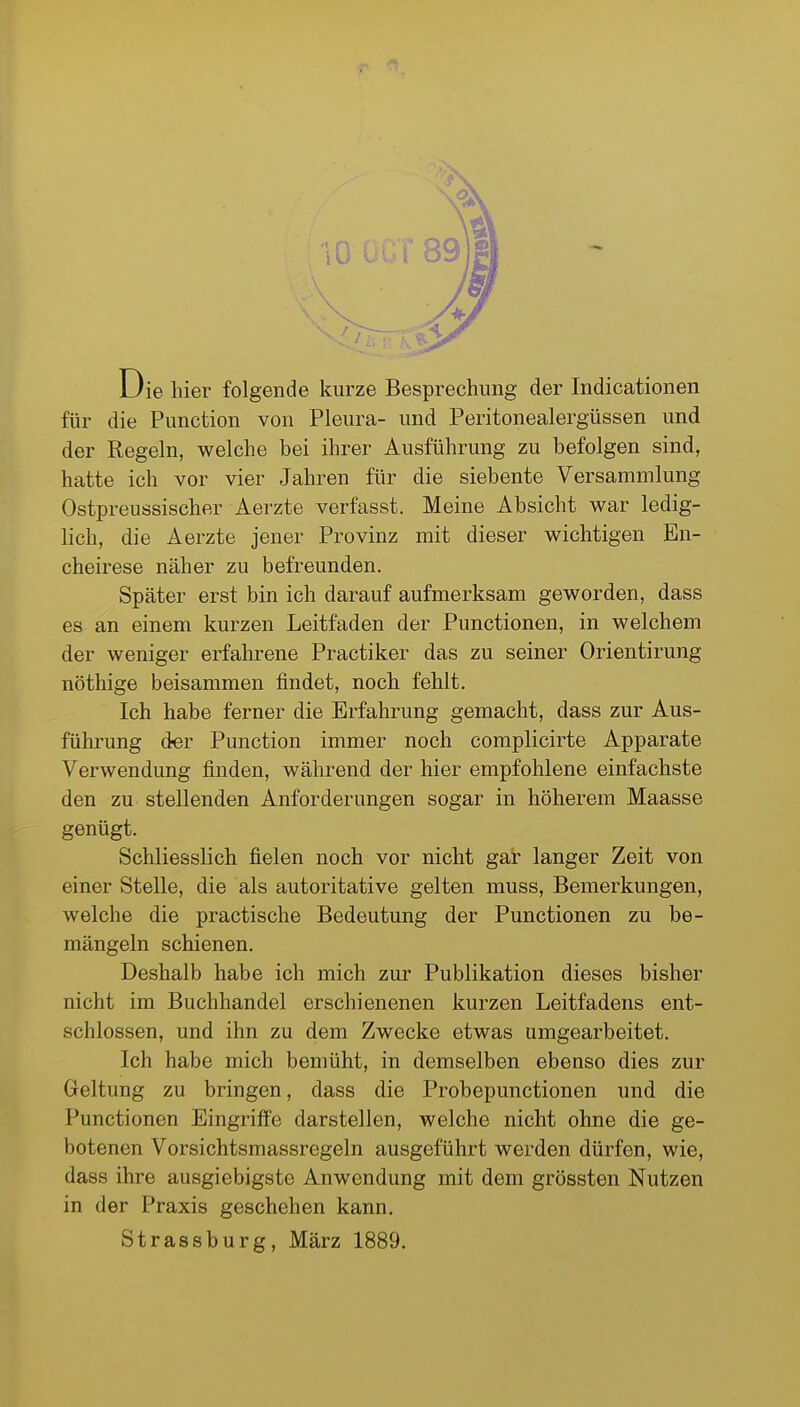 10 OCT 89
Die hier folgende kurze Besprechung der Indicationen
für die Punction von Pleura- und Peritonealergüssen und
der Regeln, welche bei ihrer Ausführung zu befolgen sind,
hatte ich vor vier Jahren für die siebente Versammlung
Ostpreussischer Aerzte verfasst. Meine Absicht war ledig-
lich, die Aerzte jener Provinz mit dieser wichtigen En-
cheirese näher zu befreunden.
Später erst bin ich darauf aufmerksam geworden, dass
es an einem kurzen Leitfaden der Punctionen, in welchem
der weniger erfahrene Practiker das zu seiner Orientirung
nöthige beisammen findet, noch fehlt.
Ich habe ferner die Erfahrung gemacht, dass zur Aus-
führung der Punction immer noch complicirte Apparate
Verwendung finden, während der hier empfohlene einfachste
den zu stellenden Anforderungen sogar in höherem Maasse
genügt.
Schliesslich fielen noch vor nicht gar langer Zeit von
einer Stelle, die als autoritative gelten muss, Bemerkungen,
welche die practische Bedeutung der Punctionen zu be-
mängeln schienen.
Deshalb habe ich mich zur Publikation dieses bisher
nicht im Buchhandel erschienenen kurzen Leitfadens ent-
schlossen, und ihn zu dem Zwecke etwas umgearbeitet.
Ich habe mich bemüht, in demselben ebenso dies zur
Geltung zu bringen, dass die Probepunctionen und die
Punctionen Eingriffe darstellen, welche nicht ohne die ge-
botenen Vorsichtsmassregeln ausgeführt werden dürfen, wie,
dass ihre ausgiebigste Anwendung mit dem grössten Nutzen
in der Praxis geschehen kann.
Strassburg, März 1889.